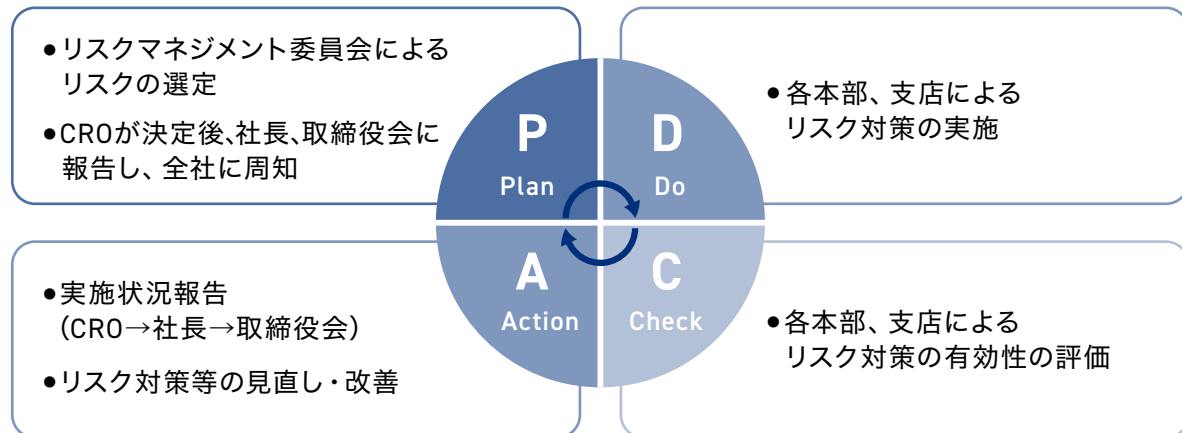 ●リスクマネジメント委員会による
リスクの選定
●CROが決定後、社長、取締役会に
報告し、全社に周知
P
Plan
D
Do
●各本部、支店による
リスク対策の実施
●実施状況報告
（CRO→社長→取締役会）
●リスク対策等の見直し・改善
A
Action
C
Check
●各本部、支店による
リスク対策の有効性の評価